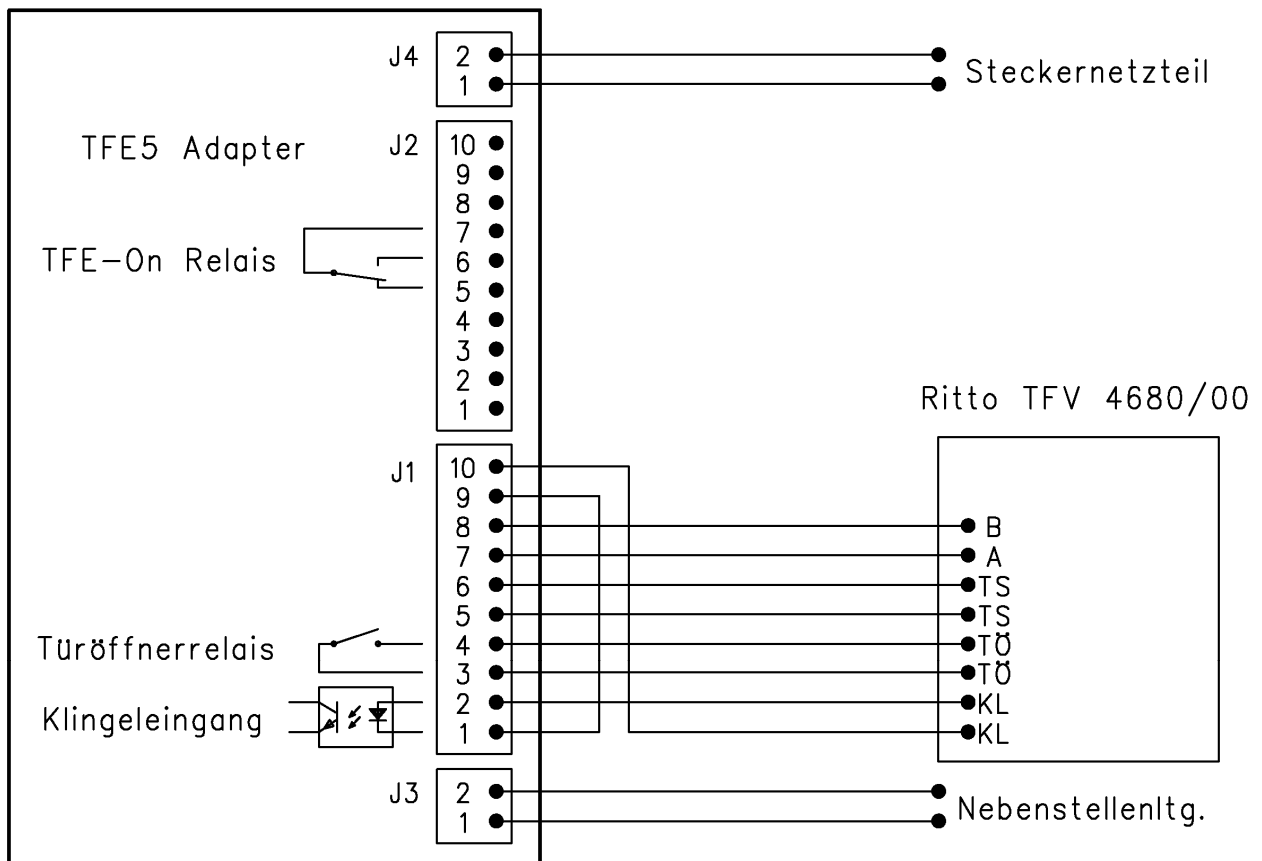 J4
2
1
Steckernetzteil
TFE5 Adapter
J2
10
9
8
7
TFE-On Relais
6
5
4
3
2
1
Ritto TFV 4680/00
J1
10
9
8
7
6
5
4
3
2
1
B
A
TS
TS
TÖ
TÖ
KL
KL
Türöffnerrelais
Klingeleingang
J3
2
1
Nebenstellenltg.